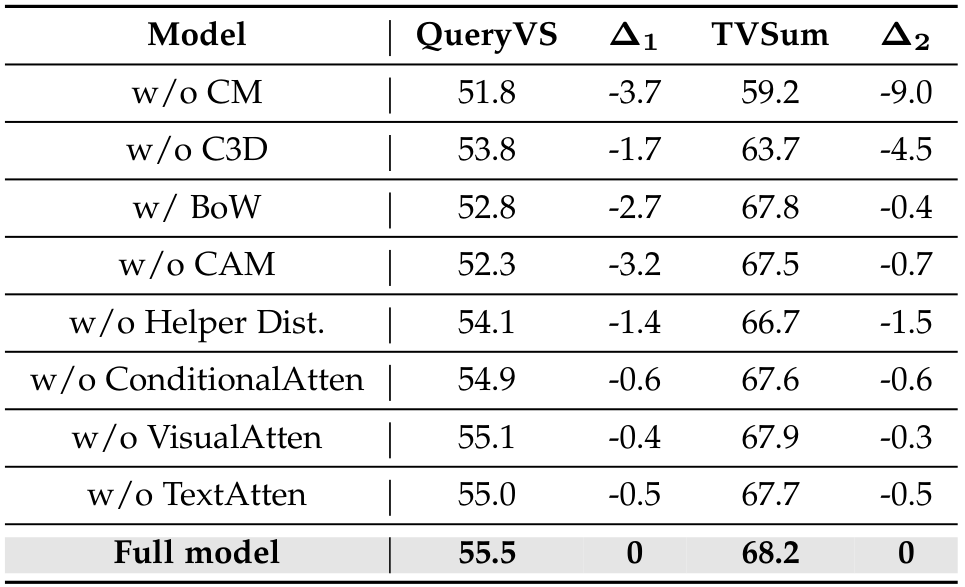 Model QueryVS Δ₁ TVSum Δ₂
w/o CM 51.8 -3.7 59.2 -9.0
w/o C3D 53.8 -1.7 63.7 -4.5
w/ BoW 52.8 -2.7 67.8 -0.4
w/o CAM 52.3 -3.2 67.5 -0.7
w/o Helper Dist. 54.1 -1.4 66.7 -1.5
w/o ConditionalAtten 54.9 -0.6 67.6 -0.6
w/o VisualAtten 55.1 -0.4 67.9 -0.3
w/o TextAtten 55.0 -0.5 67.7 -0.5
Full model 55.5 0 68.2 0